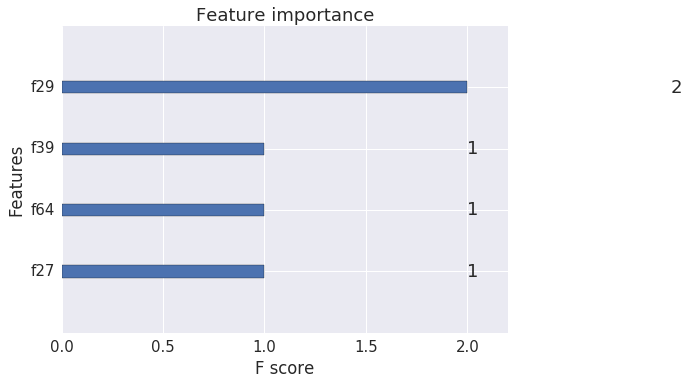 Feature importance
f29
2
f39
1
f64
1
f27
1
Features
0.0 0.5 1.0 1.5 2.0
F score